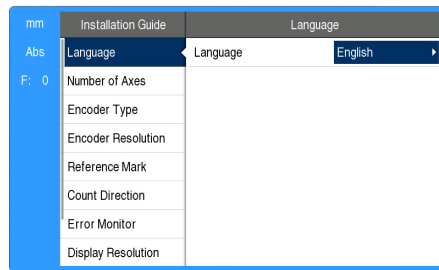 mm
Abs
F: 0
Installation Guide
Language
Number of Axes
Encoder Type
Encoder Resolution
Reference Mark
Count Direction
Error Monitor
Display Resolution
Language
Language English